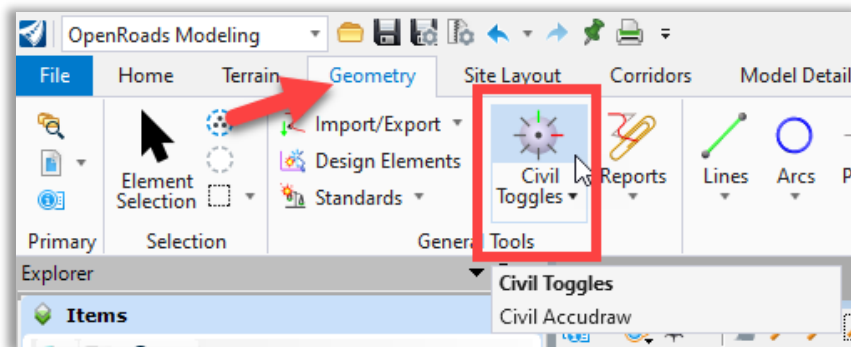 OpenRoads Modeling
File Home Terrain Geometry Site Layout Corridors Model Detail
Import/Export
Design Elements
Standards
Element
Selection
Civil
Toggles
Reports
Lines
Arcs
Primary Selection General Tools
Explorer
Items
Civil Toggles
Civil Accudraw